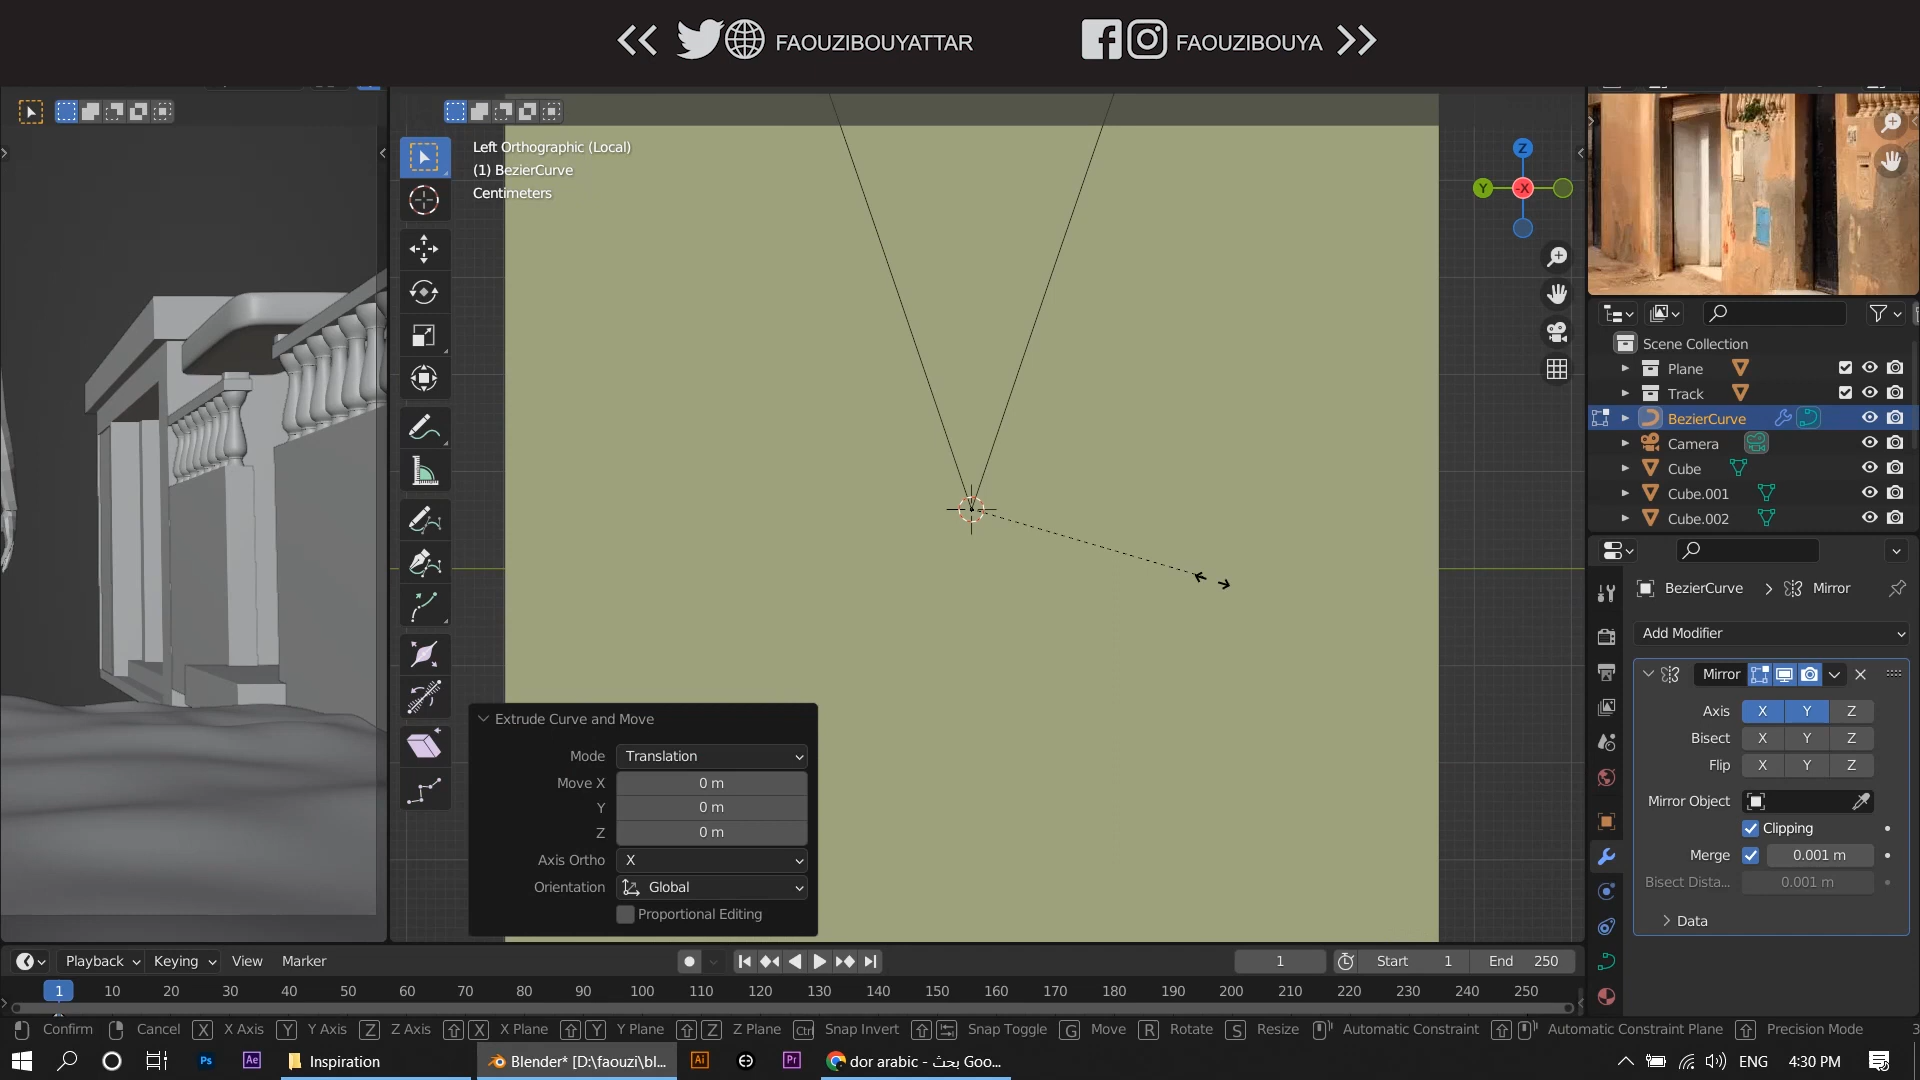 FAOUZIBOUYATTAR
FAOUZIBOUYA
Left Orthographic (Local)
(1) BezierCurve
Centimeters
Z
Y
-X
Scene Collection
Plane
Track
BezierCurve
Camera
Cube
Cube.001
Cube.002
BezierCurve > Mirror
Add Modifier
Mirror
Axis X Y Z
Bisect X Y Z
Flip X Y Z
Mirror Object
Clipping
Merge 0.001 m
Bisect Dista... 0.001 m
Data
Extrude Curve and Move
Mode Translation
Move X 0 m
Y 0 m
Z 0 m
Axis Ortho X
Orientation Global
Proportional Editing
Playback Keying View Marker 1 Start 1 End 250
1 10 20 30 40 50 60 70 80 90 100 110 120 130 140 150 160 170 180 190 200 210 220 230 240 250
Confirm Cancel X X Axis Y Y Axis Z Z Axis X X Plane Y Y Plane Z Z Plane Ctrl Snap Invert Snap Toggle G Move R Rotate S Resize Automatic Constraint Automatic Constraint Plane Precision Mode
Ps Ae Inspiration Blender* [D:\faouzi\bl... Ai Pr dor arabic - بحث Goo... ENG 4:30 PM